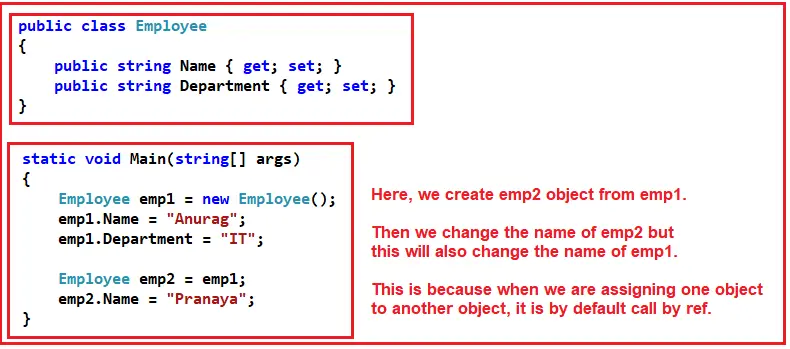 public class Employee
{
    public string Name { get; set; }
    public string Department { get; set; }
}
static void Main(string[] args)
{
    Employee emp1 = new Employee();
    emp1.Name = "Anurag";
    emp1.Department = "IT";
    Employee emp2 = emp1;
    emp2.Name = "Pranaya";
}
Here, we create emp2 object from emp1.
Then we change the name of emp2 but
this will also change the name of emp1.
This is because when we are assigning one object
to another object, it is by default call by ref.